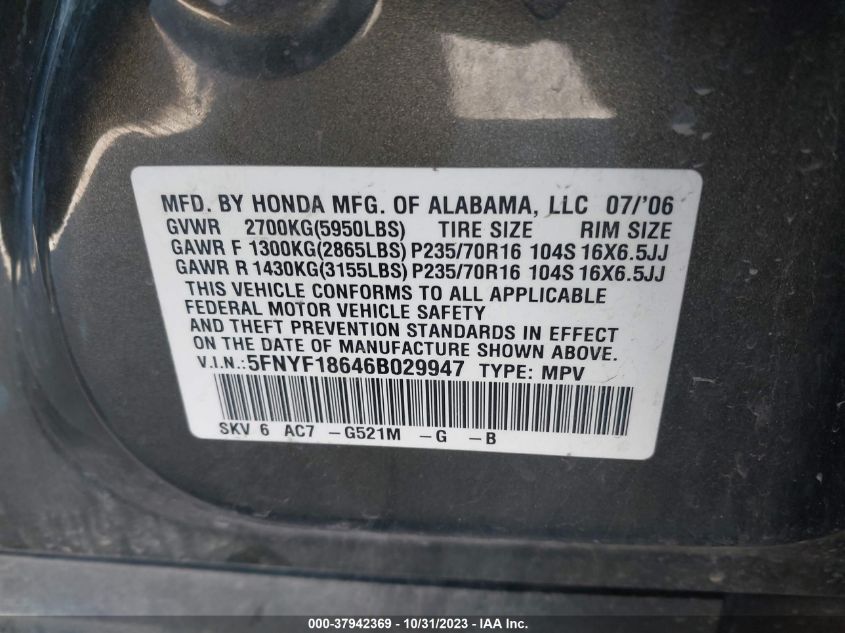 MFD. BY HONDA MFG. OF ALABAMA, LLC 07/'06
GVWR 2700KG(5950LBS) TIRE SIZE RIM SIZE
GAWR F 1300KG(2865LBS) P235/70R16 104S 16X6.5JJ
GAWR R 1430KG(3155LBS) P235/70R16 104S 16X6.5JJ
THIS VEHICLE CONFORMS TO ALL APPLICABLE
FEDERAL MOTOR VEHICLE SAFETY
AND THEFT PREVENTION STANDARDS IN EFFECT
ON THE DATE OF MANUFACTURE SHOWN ABOVE.
V.I.N.:5FNYF18646B029947 TYPE: MPV
SKV 6 AC7 -G521M -G -B
000-37942369 - 10/31/2023 - IAA Inc.